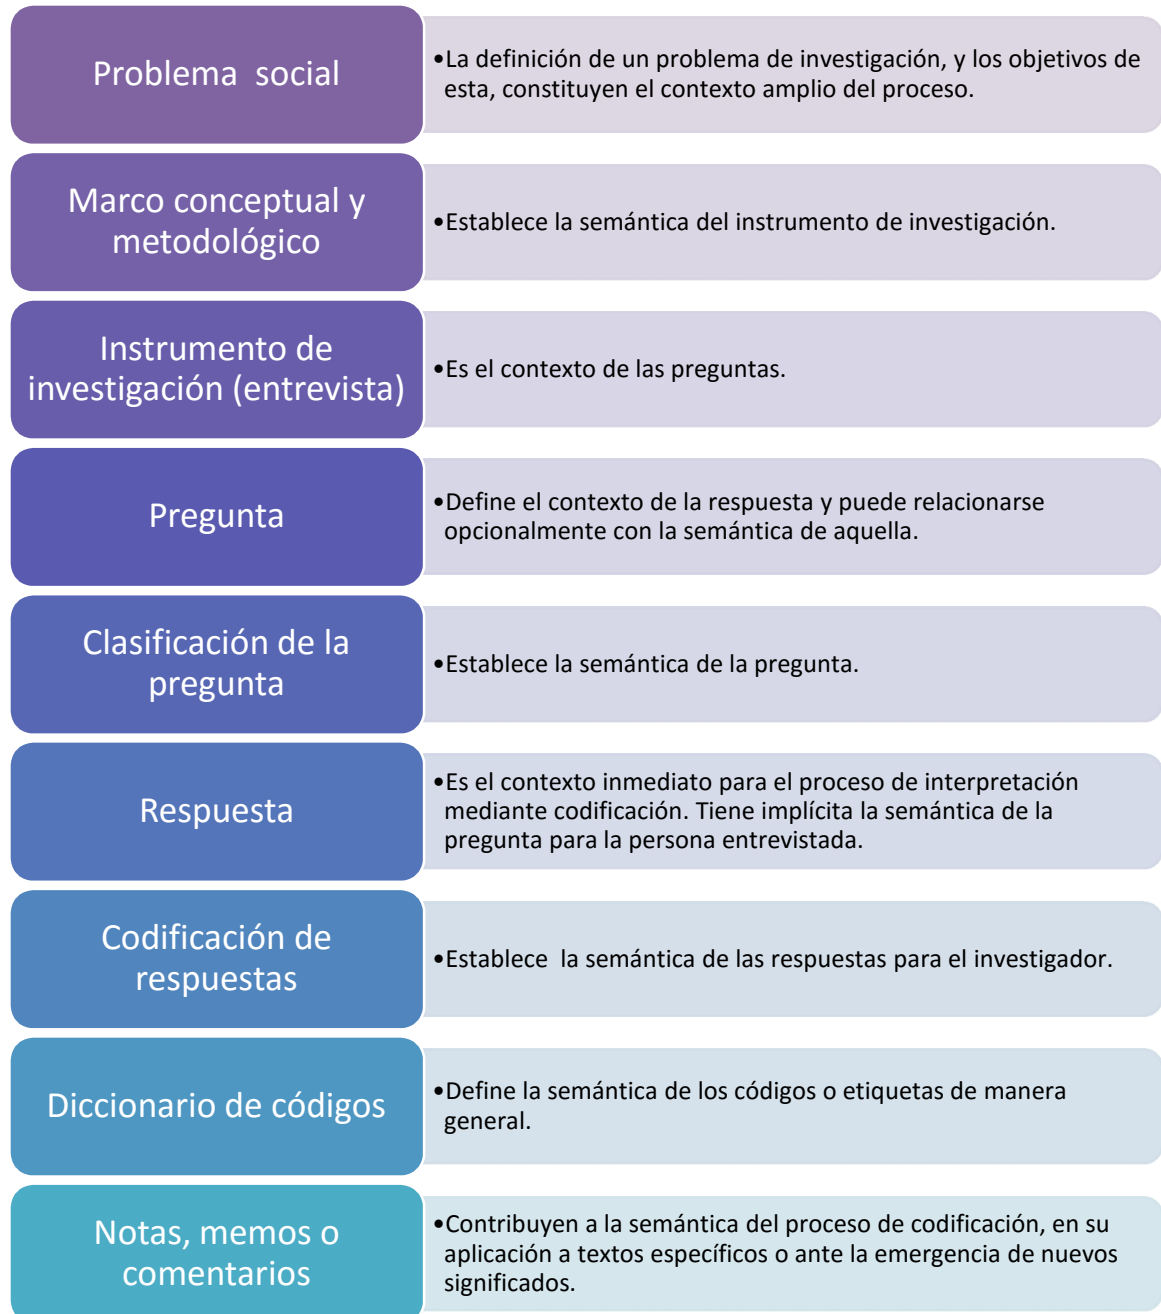 Problema  social
•La definición de un problema de investigación, y los objetivos de
esta, constituyen el contexto amplio del proceso.
Marco conceptual y
metodológico
•Establece la semántica del instrumento de investigación.
Instrumento de
investigación (entrevista)
•Es el contexto de las preguntas.
Pregunta
•Define el contexto de la respuesta y puede relacionarse
opcionalmente con la semántica de aquella.
Clasificación de la
pregunta
•Establece la semántica de la pregunta.
Respuesta
•Es el contexto inmediato para el proceso de interpretación
mediante codificación. Tiene implícita la semántica de la
pregunta para la persona entrevistada.
Codificación de
respuestas
•Establece  la semántica de las respuestas para el investigador.
Diccionario de códigos
•Define la semántica de los códigos o etiquetas de manera
general.
Notas, memos o
comentarios
•Contribuyen a la semántica del proceso de codificación, en su
aplicación a textos específicos o ante la emergencia de nuevos
significados.